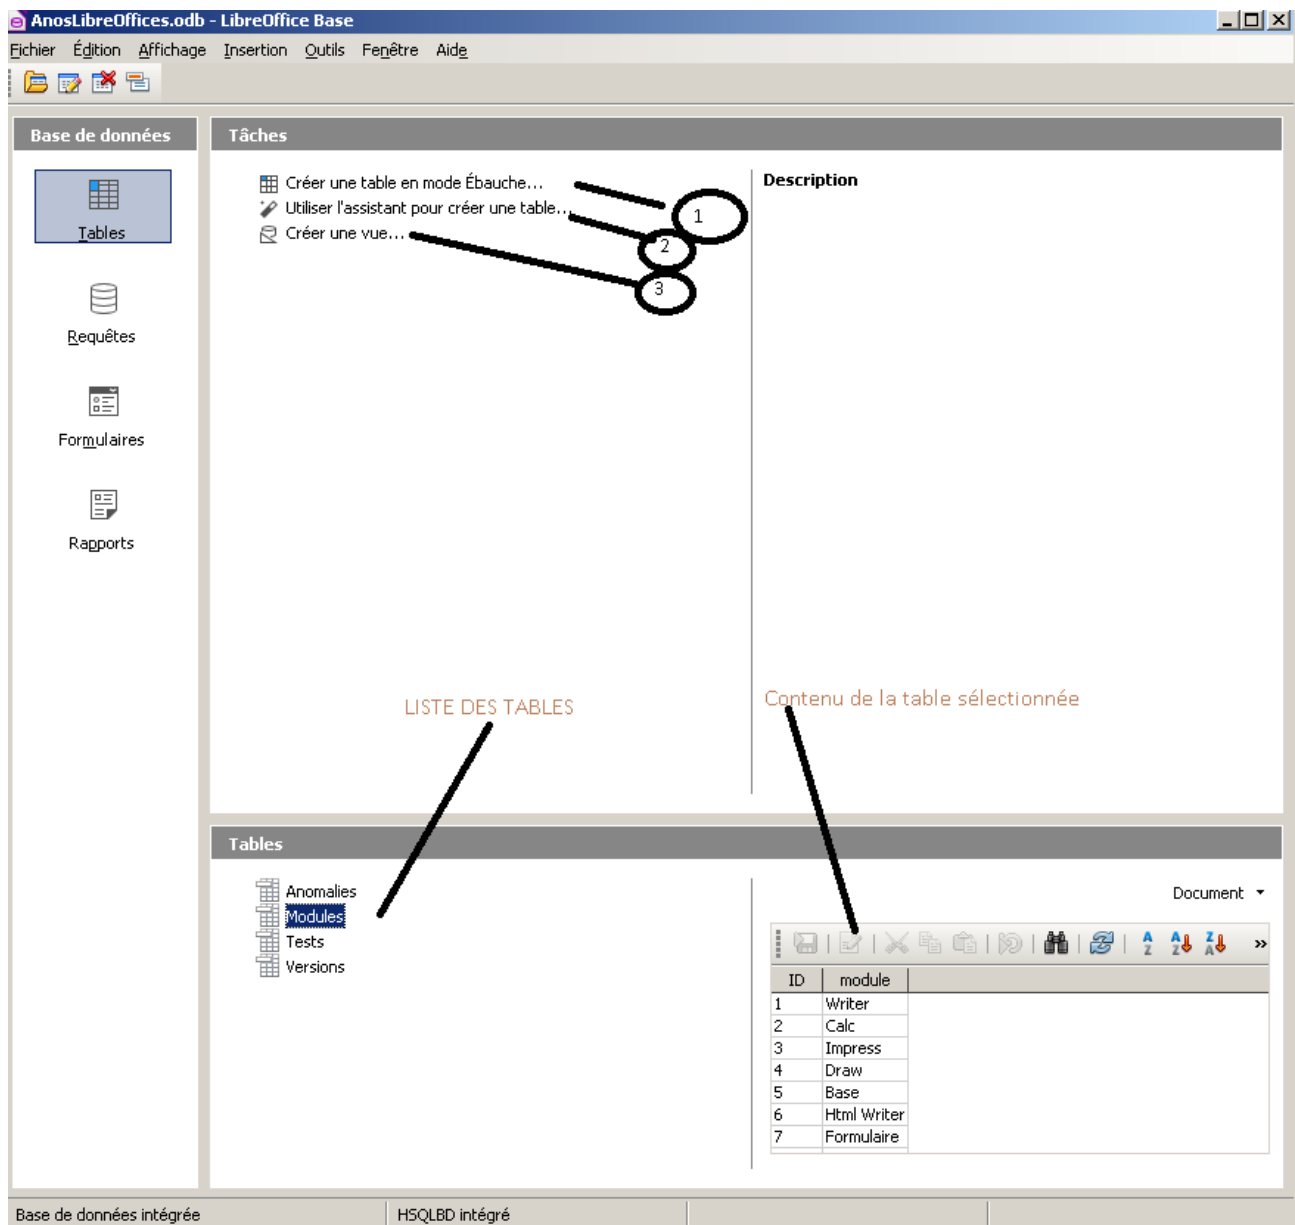 AnosLibreOffices.odb - LibreOffice Base
Fichier Édition Affichage Insertion Outils Fenêtre Aide
Base de données
Tâches
Tables
Requêtes
Formulaires
Rapports
Créer une table en mode Ébauche...
Utiliser l'assistant pour créer une table...
Créer une vue...
1
2
3
Description
LISTE DES TABLES
Contenu de la table sélectionnée
Tables
Anomalies
Modules
Tests
Versions
Document
ID module
1 Writer
2 Calc
3 Impress
4 Draw
5 Base
6 Html Writer
7 Formulaire
Base de données intégrée
HSQLBD intégré